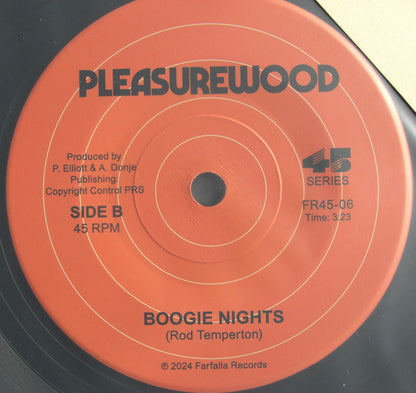 PLEASUREWOOD
Produced by
P. Elliott & A. Donje
Publishing:
Copyright Control PRS
SIDE B
45 RPM
45
SERIES
FR45-06
Time: 3:23
BOOGIE NIGHTS
(Rod Temperton)
℗ 2024 Farfalla Records